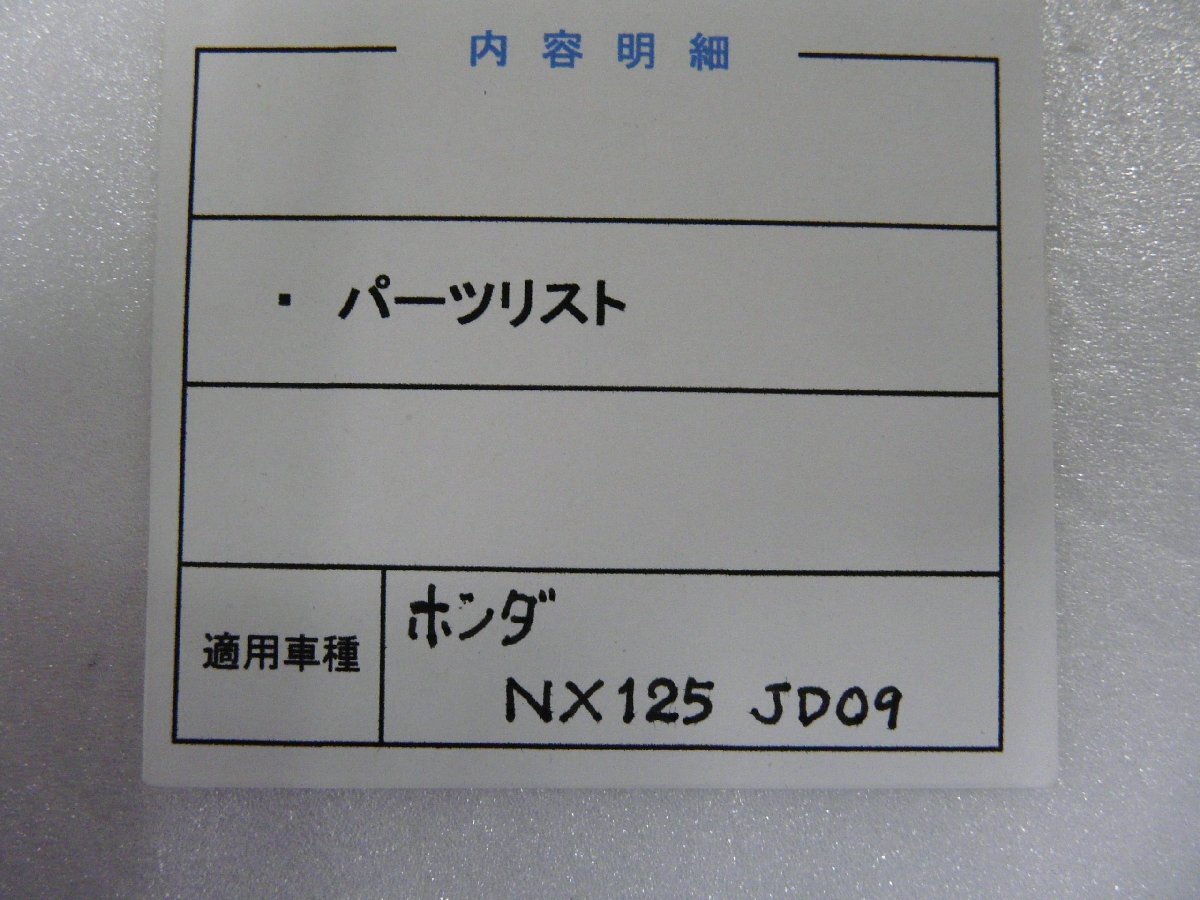 内容明細
・ パーツリスト
適用車種
ホンダ
NX125 JD09